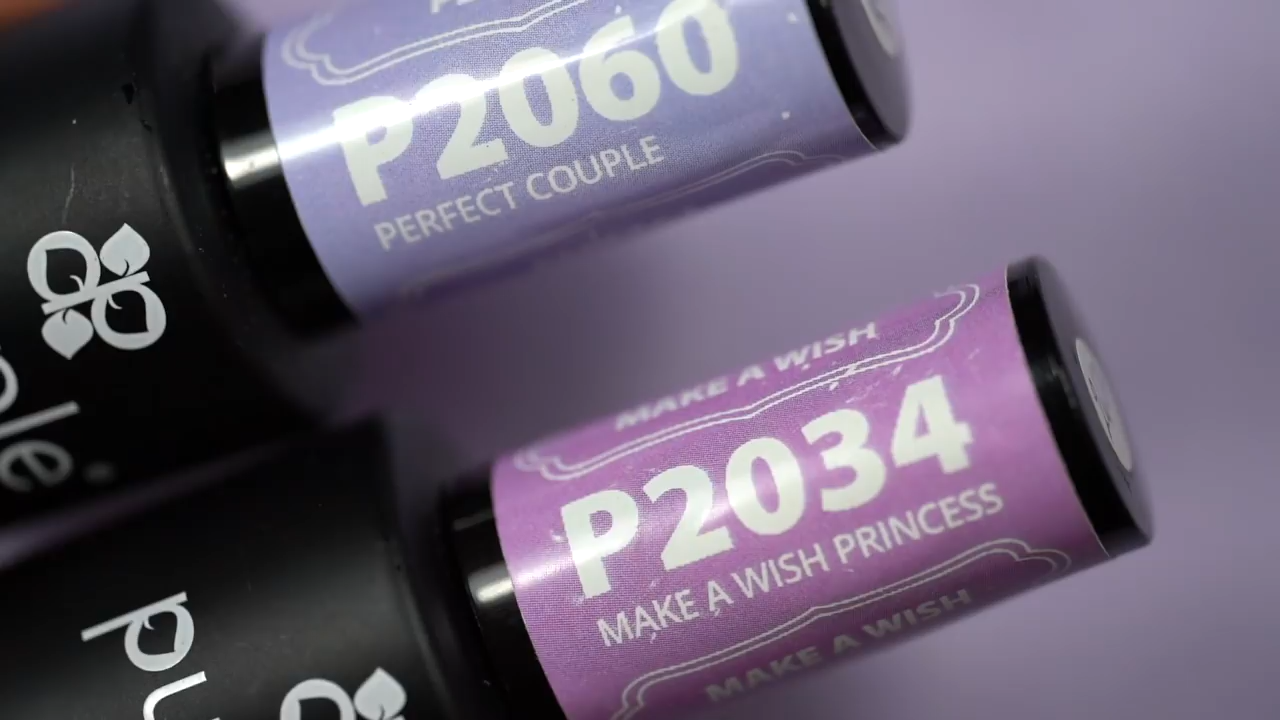 P2060
PERFECT COUPLE
MAKE A WISH
P2034
MAKE A WISH PRINCESS
MAKE A WISH